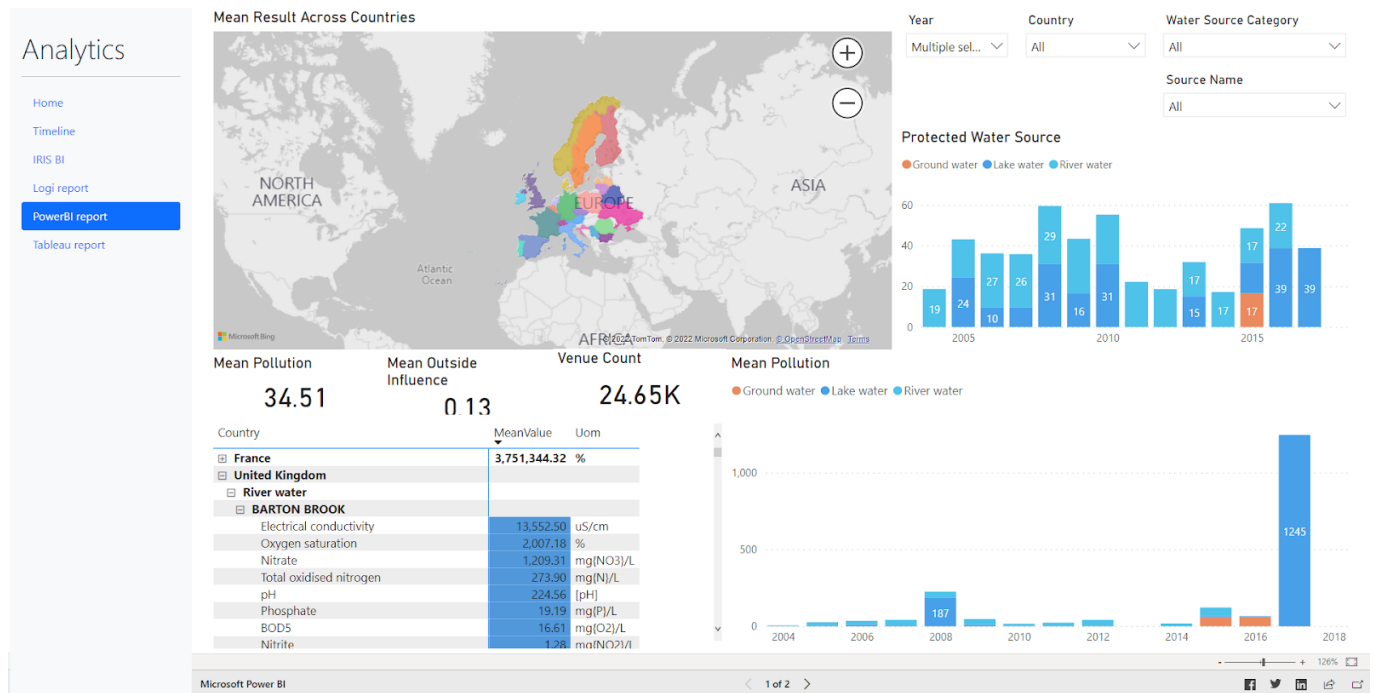 Analytics
Home
Timeline
IRIS BI
Logi report
PowerBI report
Tableau report
Mean Result Across Countries
NORTH
AMERICA
EUROPE
ASIA
Atlantic
Ocean
AFRICA
Microsoft Bing
© 2022 TomTom, © 2022 Microsoft Corporation, © OpenStreetMap Terms
Year
Country
Water Source Category
Multiple sel...
All
All
Source Name
All
Protected Water Source
Ground water Lake water River water
60
40
20
0
19
24
27
10
26
29
31
16
31
17
15
17
17
17
22
39
39
2005
2010
2015
Mean Pollution
34.51
Mean Outside
Influence
0.13
Venue Count
24.65K
Mean Pollution
Ground water Lake water River water
1,000
500
0
187
1245
2004 2006 2008 2010 2012 2014 2016 2018
Country MeanValue Uom
France 3,751,344.32 %
United Kingdom
River water
BARTON BROOK
Electrical conductivity 13,552.50 uS/cm
Oxygen saturation 2,007.18 %
Nitrate 1,209.31 mg{NO3}/L
Total oxidised nitrogen 273.90 mg{N}/L
pH 224.56 [pH]
Phosphate 19.19 mg{P}/L
BOD5 16.61 mg{O2}/L
Nitrite 1.28 mg{NO2}/L
- + 126%
Microsoft Power BI
1 of 2